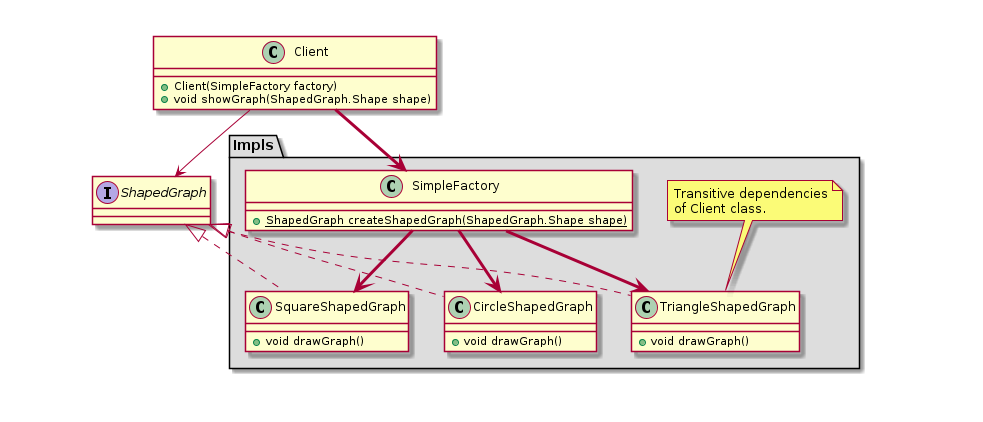 C Client
Client(SimpleFactory factory)
void showGraph(ShapedGraph.Shape shape)
Impls
I ShapedGraph
C SimpleFactory
ShapedGraph createShapedGraph(ShapedGraph.Shape shape)
Transitive dependencies
of Client class.
C SquareShapedGraph
void drawGraph()
C CircleShapedGraph
void drawGraph()
C TriangleShapedGraph
void drawGraph()